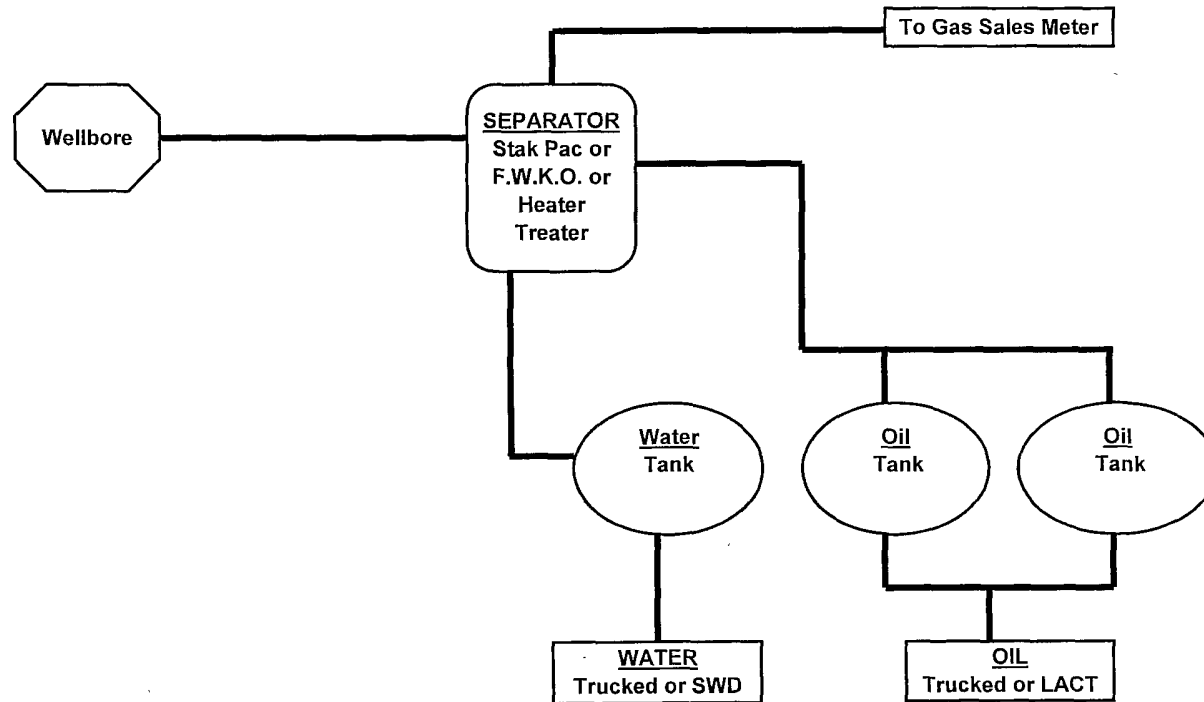 To Gas Sales Meter
Wellbore
SEPARATOR
Stak Pac or
F.W.K.O. or
Heater
Treater
Water
Tank
Oil
Tank
Oil
Tank
WATER
Trucked or SWD
OIL
Trucked or LACT